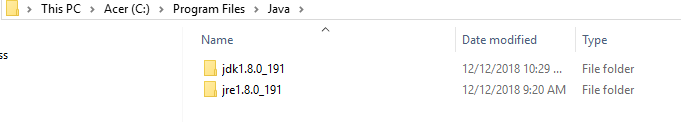 This PC > Acer (C:) > Program Files > Java >
Name Date modified Type
ss
jdk1.8.0_191 12/12/2018 10:29 ... File folder
jre1.8.0_191 12/12/2018 9:20 AM File folder